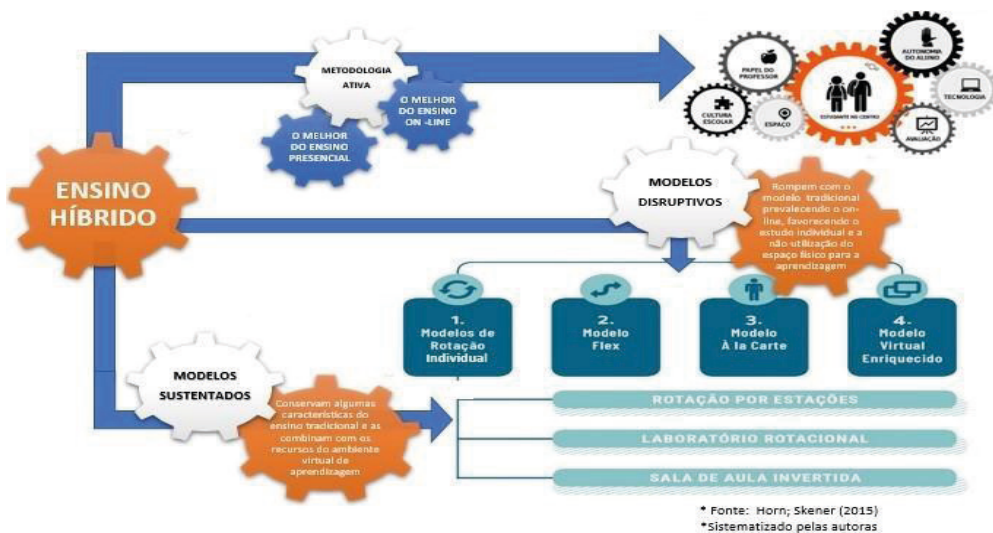 METODOLOGIA
ATIVA
O MELHOR
DO ENSINO
ON -LINE
O MELHOR
DO ENSINO
PRESENCIAL
PAPEL DO
PROFESSOR
AUTONOMIA
DO ALUNO
TECNOLOGIA
CULTURA
ESCOLAR
ESPAÇO
ESTUDANTE NO CENTRO
AVALIAÇÃO
ENSINO
HÍBRIDO
MODELOS
DISRUPTIVOS
Rompem com o
modelo tradicional
prevalecendo o on-
line, favorecendo o
estudo individual e a
não utilização do
espaço físico para a
aprendizagem
1.
Modelos de
Rotação
Individual
2.
Modelo
Flex
3.
Modelo
À la Carte
4.
Modelo
Virtual
Enriquecido
MODELOS
SUSTENTADOS
Conservam algumas
características do
ensino tradicional e as
combinam com os
recursos do ambiente
virtual de
aprendizagem
ROTAÇÃO POR ESTAÇÕES
LABORATÓRIO ROTACIONAL
SALA DE AULA INVERTIDA
* Fonte: Horn; Skener (2015)
*Sistematizado pelas autoras